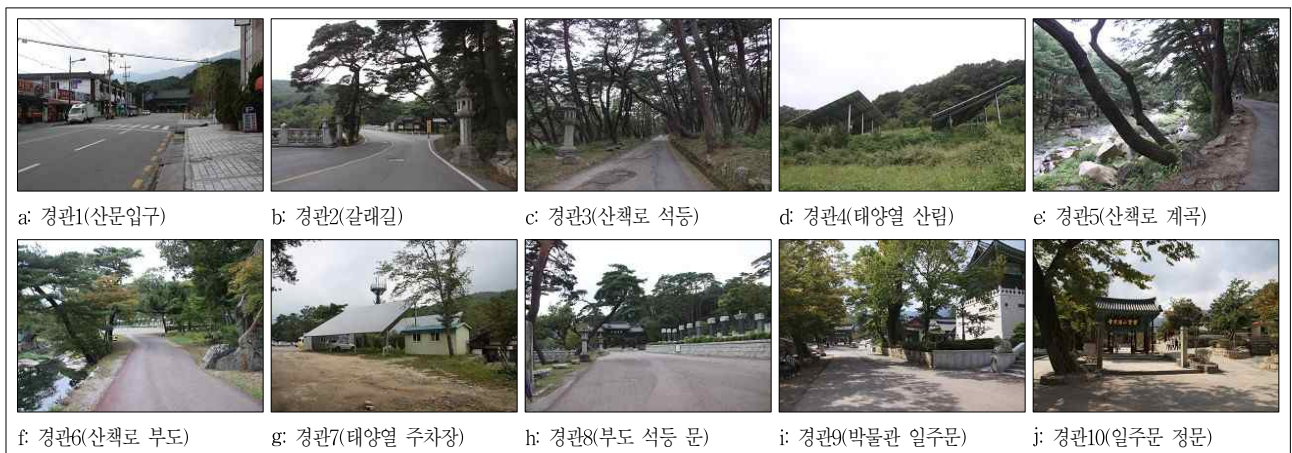 a: 경관1(산문입구)
b: 경관2(갈래길)
c: 경관3(산책로 석등)
d: 경관4(태양열 산림)
e: 경관5(산책로 계곡)
f: 경관6(산책로 부도)
g: 경관7(태양열 주차장)
h: 경관8(부도 석등 문)
i: 경관9(박물관 일주문)
j: 경관10(일주문 정문)